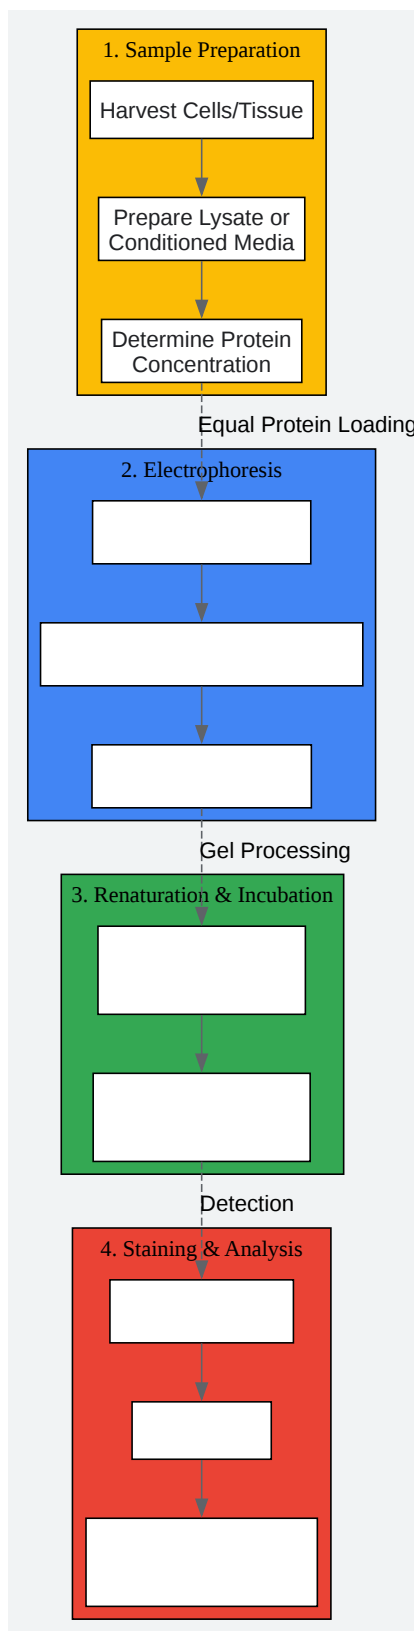 1. Sample Preparation
Harvest Cells/Tissue
Prepare Lysate or
Conditioned Media
Determine Protein
Concentration
Equal Protein Loading
2. Electrophoresis
Gel Processing
3. Renaturation & Incubation
Detection
4. Staining & Analysis